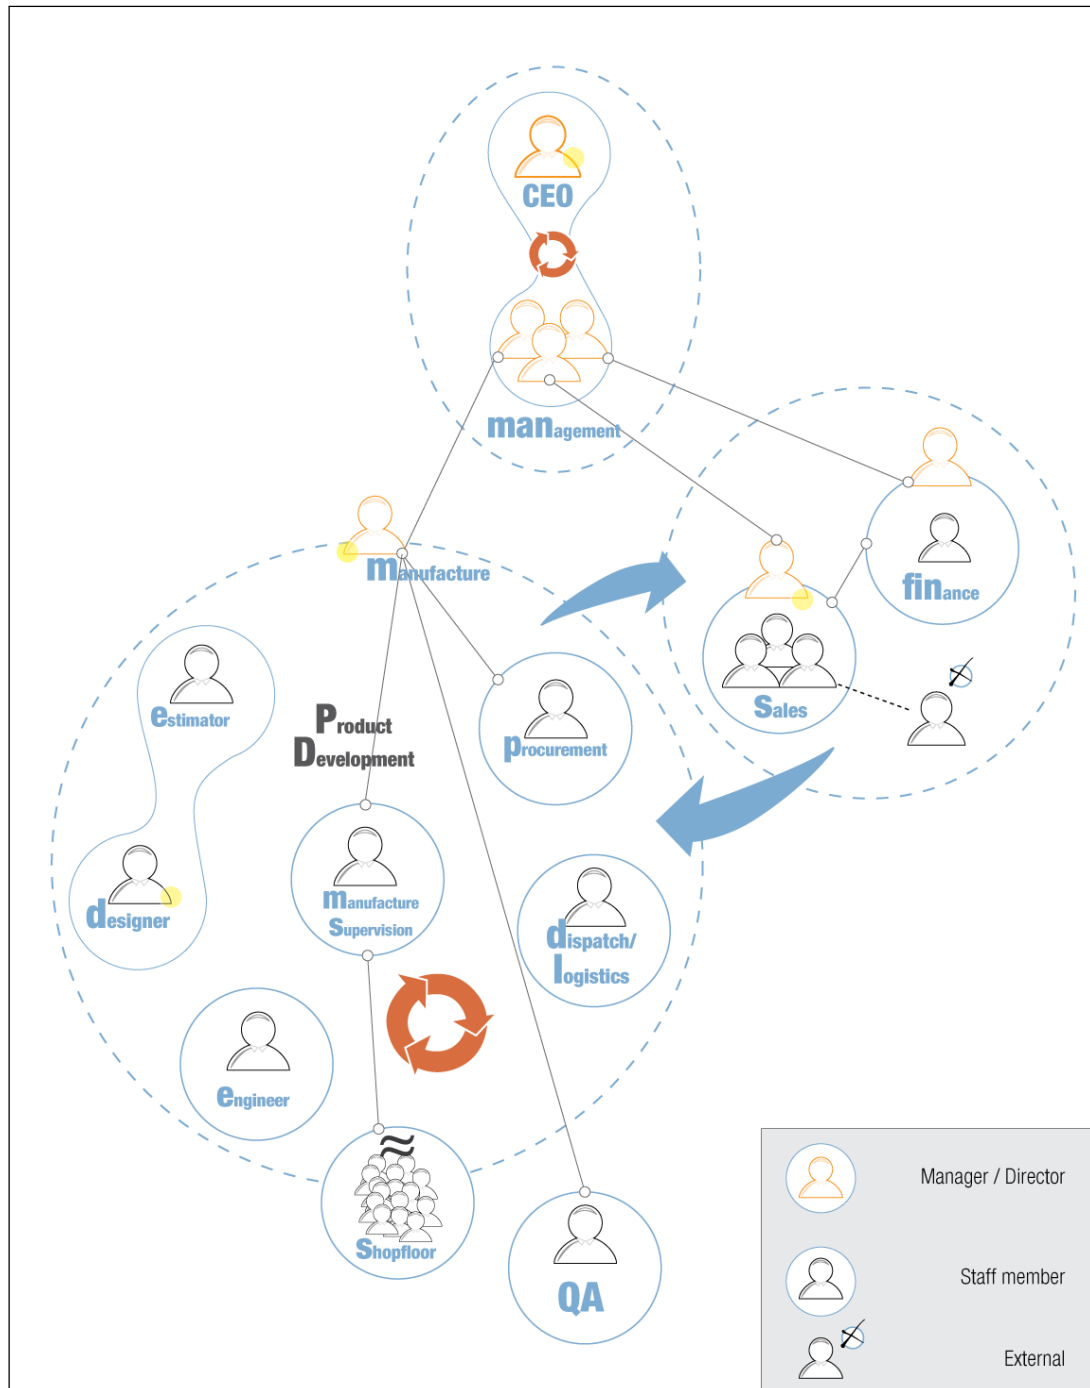 CEO
management
manufacture
finance
Sales
estimator
Product
Development
procurement
designer
manufacture
Supervision
dispatch/
logistics
engineer
Shopfloor
QA
Manager / Director
Staff member
External